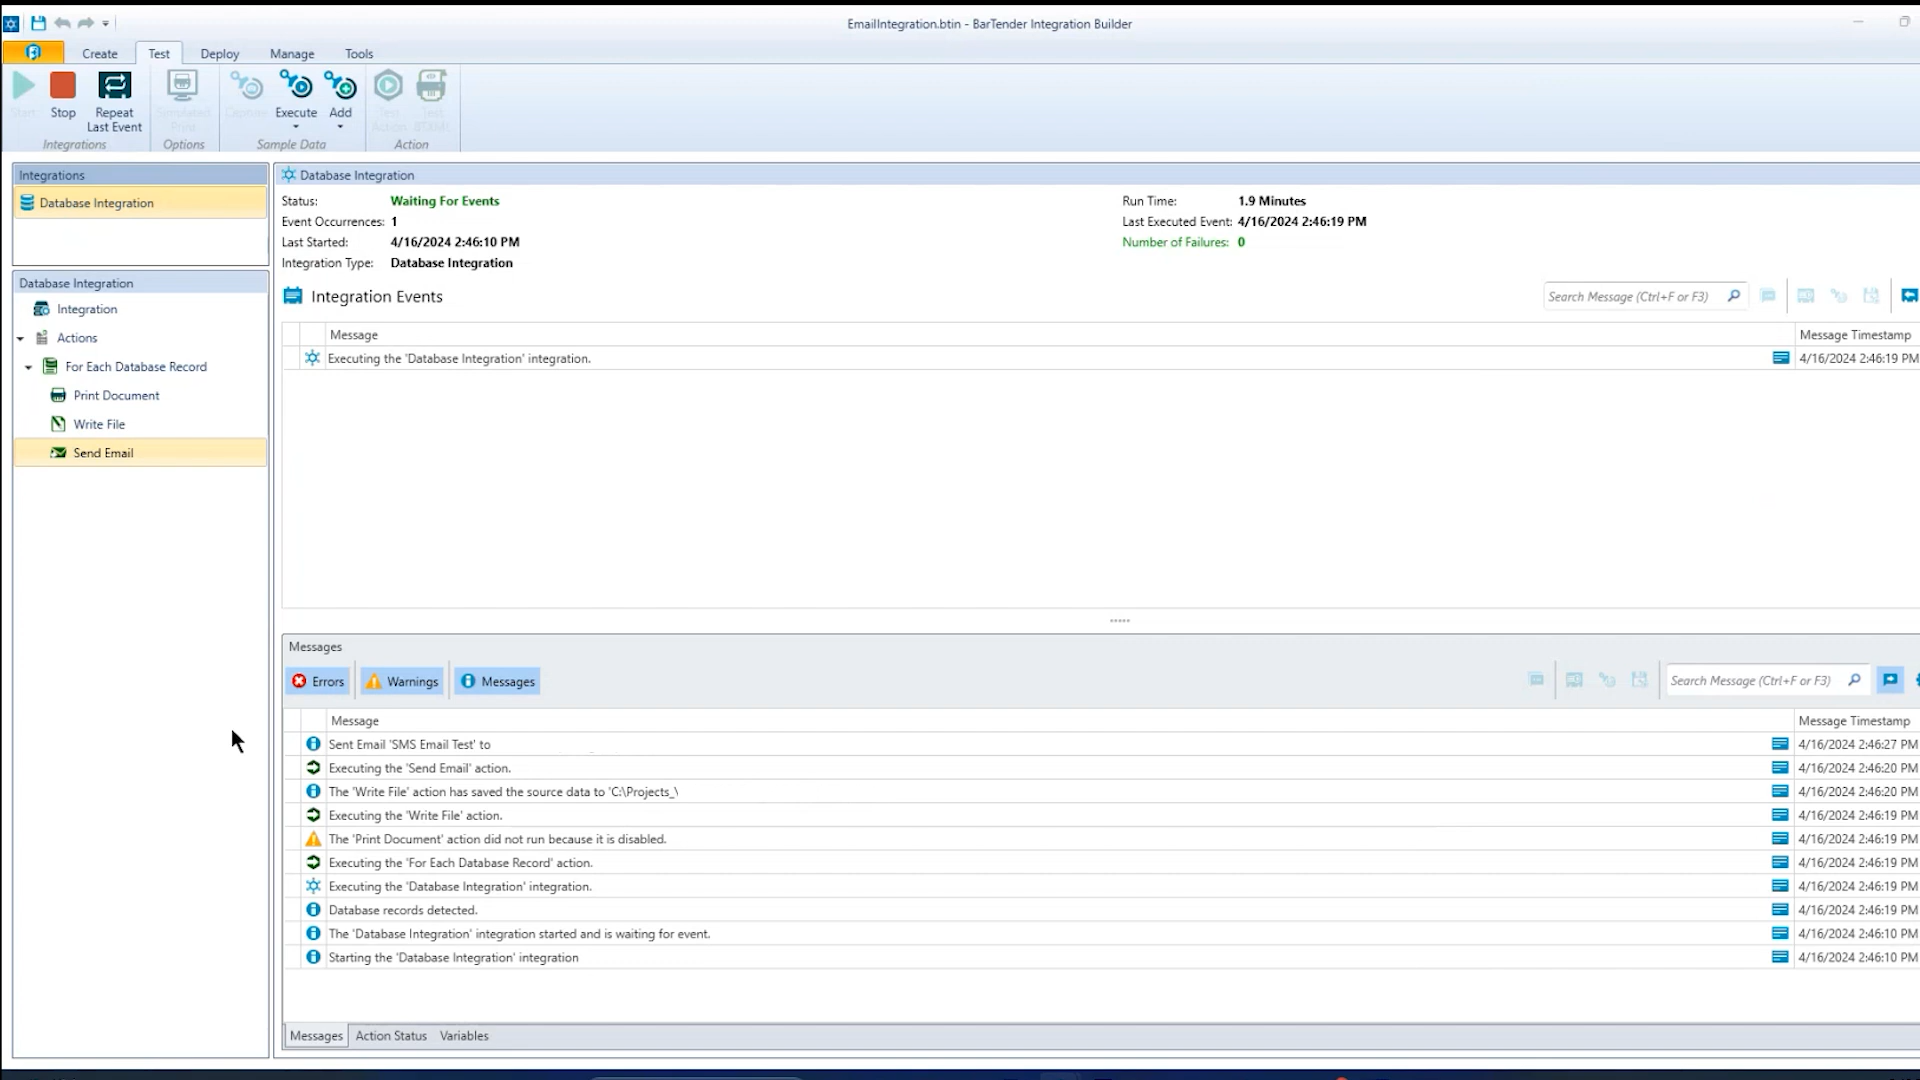 EmailIntegration.btin - BarTender Integration Builder
Create Test Deploy Manage Tools
Stop Repeat Last Event Execute Add
Integrations Options Sample Data Action
Integrations
Database Integration
Database Integration
Integration
Actions
For Each Database Record
Print Document
Write File
Send Email
Database Integration
Status: Waiting For Events Run Time: 1.9 Minutes
Event Occurrences: 1 Last Executed Event: 4/16/2024 2:46:19 PM
Last Started: 4/16/2024 2:46:10 PM Number of Failures: 0
Integration Type: Database Integration
Integration Events Search Message (Ctrl+F or F3)
Message Message Timestamp
Executing the 'Database Integration' integration. 4/16/2024 2:46:19 PM
Messages
Errors Warnings Messages Search Message (Ctrl+F or F3)
Message Message Timestamp
Sent Email 'SMS Email Test' to 4/16/2024 2:46:27 PM
Executing the 'Send Email' action. 4/16/2024 2:46:20 PM
The 'Write File' action has saved the source data to 'C:\Projects_\ 4/16/2024 2:46:20 PM
Executing the 'Write File' action. 4/16/2024 2:46:19 PM
The 'Print Document' action did not run because it is disabled. 4/16/2024 2:46:19 PM
Executing the 'For Each Database Record' action. 4/16/2024 2:46:19 PM
Executing the 'Database Integration' integration. 4/16/2024 2:46:19 PM
Database records detected. 4/16/2024 2:46:19 PM
The 'Database Integration' integration started and is waiting for event. 4/16/2024 2:46:10 PM
Starting the 'Database Integration' integration 4/16/2024 2:46:10 PM
Messages Action Status Variables